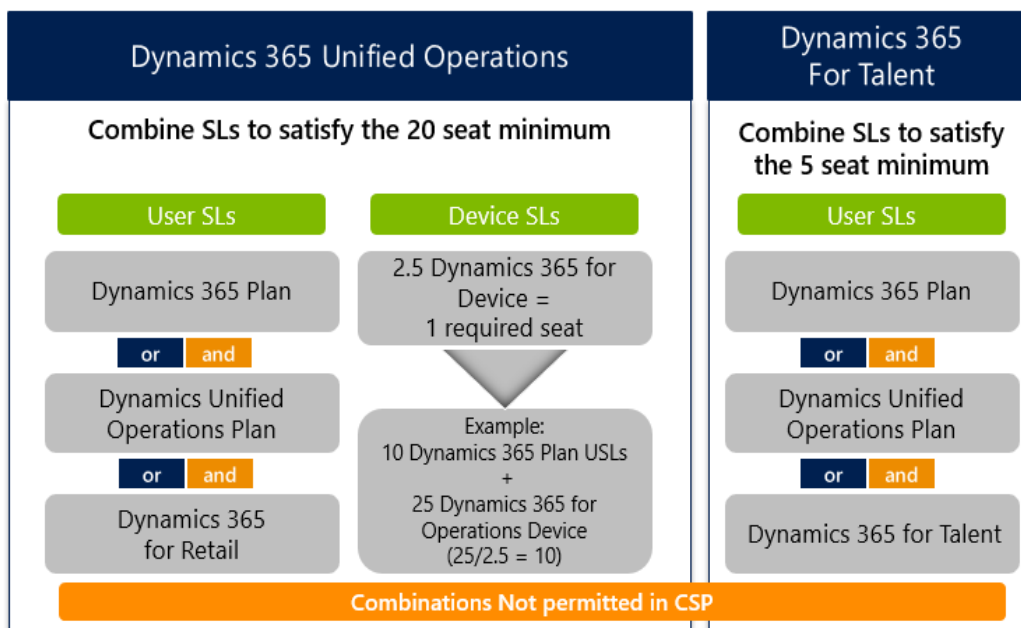 Dynamics 365 Unified Operations
Combine SLs to satisfy the 20 seat minimum
User SLs
Dynamics 365 Plan
or and
Dynamics Unified
Operations Plan
or and
Dynamics 365
for Retail
Device SLs
2.5 Dynamics 365 for
Device =
1 required seat
Example:
10 Dynamics 365 Plan USLs
+
25 Dynamics 365 for
Operations Device
(25/2.5 = 10)
Dynamics 365
For Talent
Combine SLs to satisfy
the 5 seat minimum
User SLs
Dynamics 365 Plan
or and
Dynamics Unified
Operations Plan
or and
Dynamics 365 for Talent
Combinations Not permitted in CSP